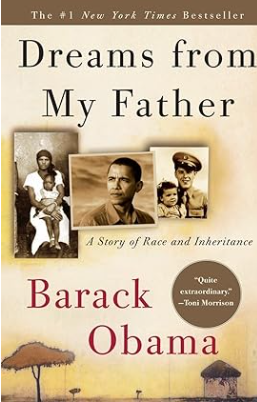 The #1 New York Times Bestseller
Dreams from
My Father
A Story of Race and Inheritance
"Quite
extraordinary."
—Toni Morrison
Barack
Obama